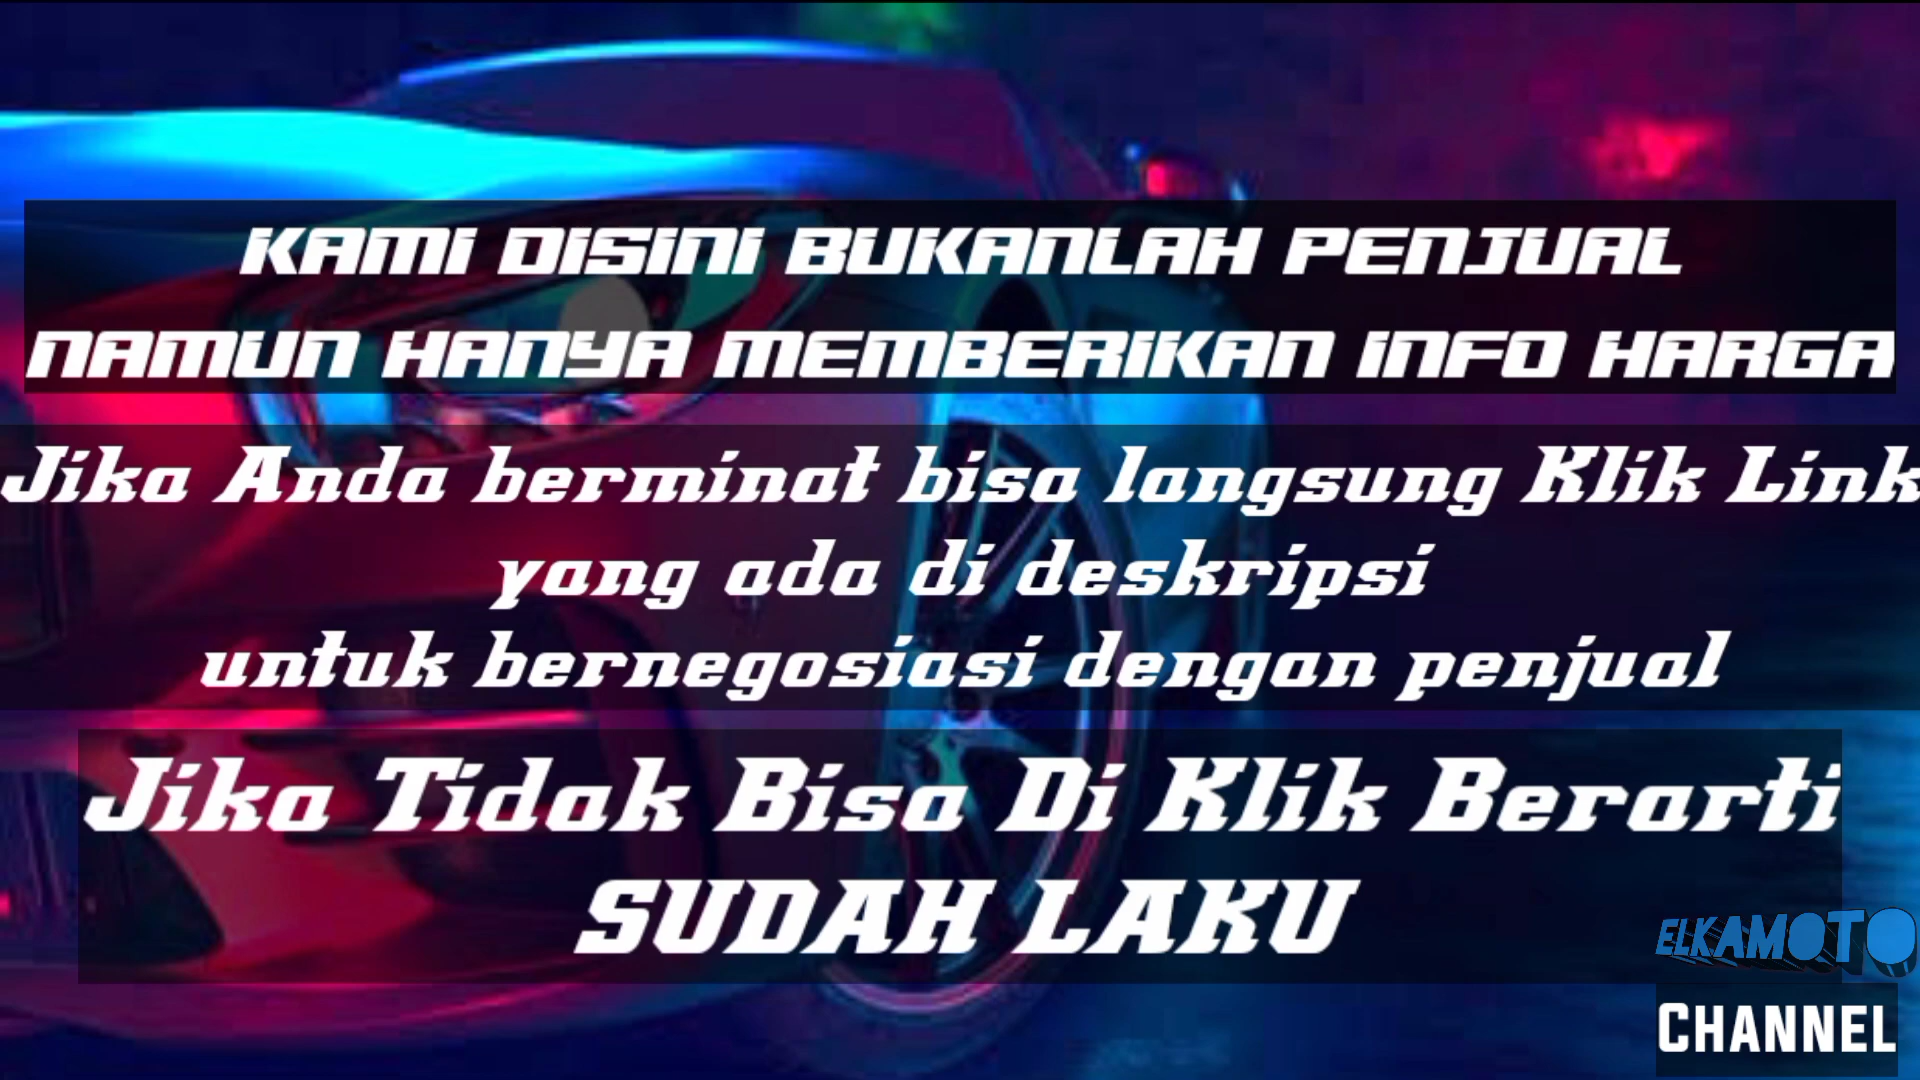 KAMI DISINI BUKANLAH PENJUAL
NAMUN HANYA MEMBERIKAN INFO HARGA
Jika Anda berminat bisa langsung Klik Link
yang ada di deskripsi
untuk bernegosiasi dengan penjual
Jika Tidak Bisa Di Klik Berarti
SUDAH LAKU
ELKAMOTO
CHANNEL